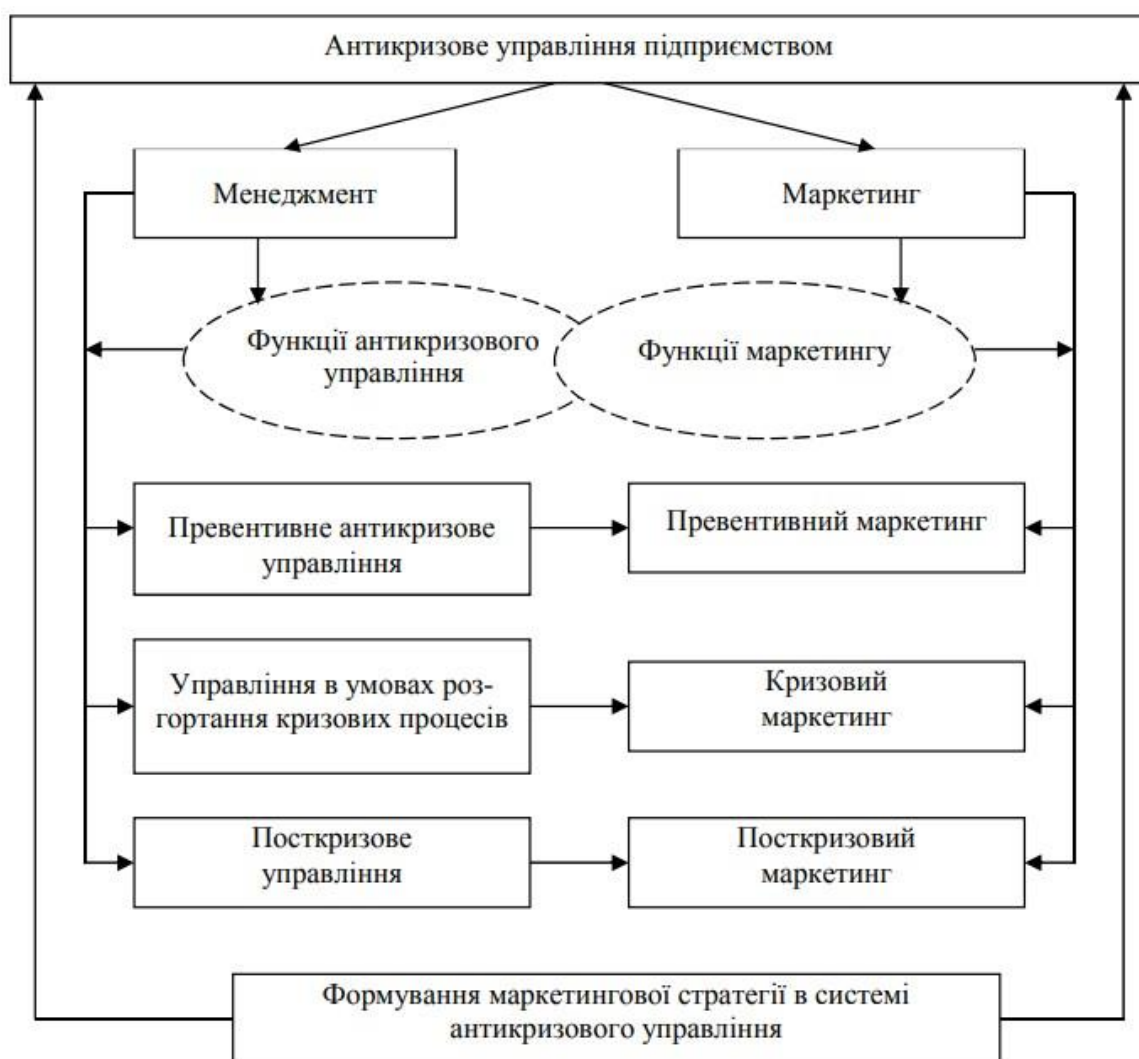 Антикризове управління підприємством
Менеджмент
Маркетинг
Функції антикризового
управління
Функції маркетингу
Превентивне антикризове
управління
Превентивний маркетинг
Управління в умовах роз-
гортання кризових процесів
Кризовий
маркетинг
Посткризове
управління
Посткризовий
маркетинг
Формування маркетингової стратегії в системі
антикризового управління